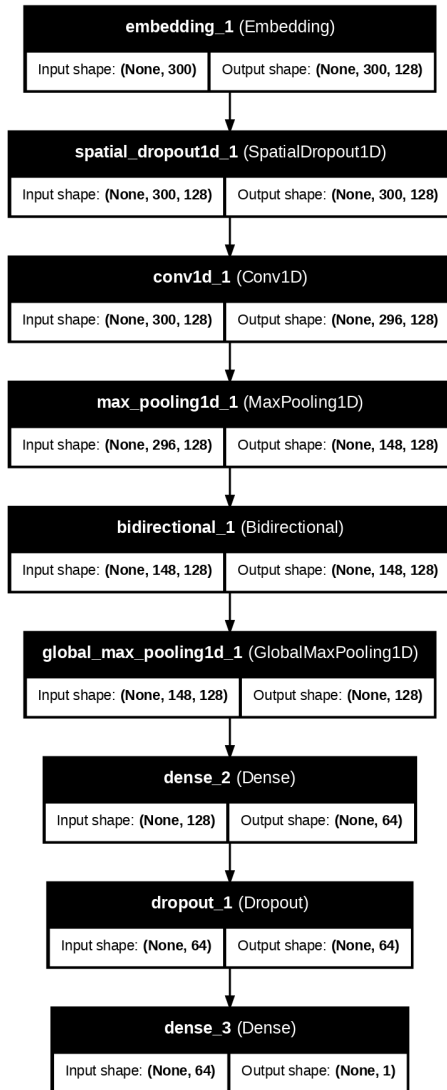 embedding_1 (Embedding)
Input shape: (None, 300) Output shape: (None, 300, 128)
spatial_dropout1d_1 (SpatialDropout1D)
Input shape: (None, 300, 128) Output shape: (None, 300, 128)
conv1d_1 (Conv1D)
Input shape: (None, 300, 128) Output shape: (None, 296, 128)
max_pooling1d_1 (MaxPooling1D)
Input shape: (None, 296, 128) Output shape: (None, 148, 128)
bidirectional_1 (Bidirectional)
Input shape: (None, 148, 128) Output shape: (None, 148, 128)
global_max_pooling1d_1 (GlobalMaxPooling1D)
Input shape: (None, 148, 128) Output shape: (None, 128)
dense_2 (Dense)
Input shape: (None, 128) Output shape: (None, 64)
dropout_1 (Dropout)
Input shape: (None, 64) Output shape: (None, 64)
dense_3 (Dense)
Input shape: (None, 64) Output shape: (None, 1)